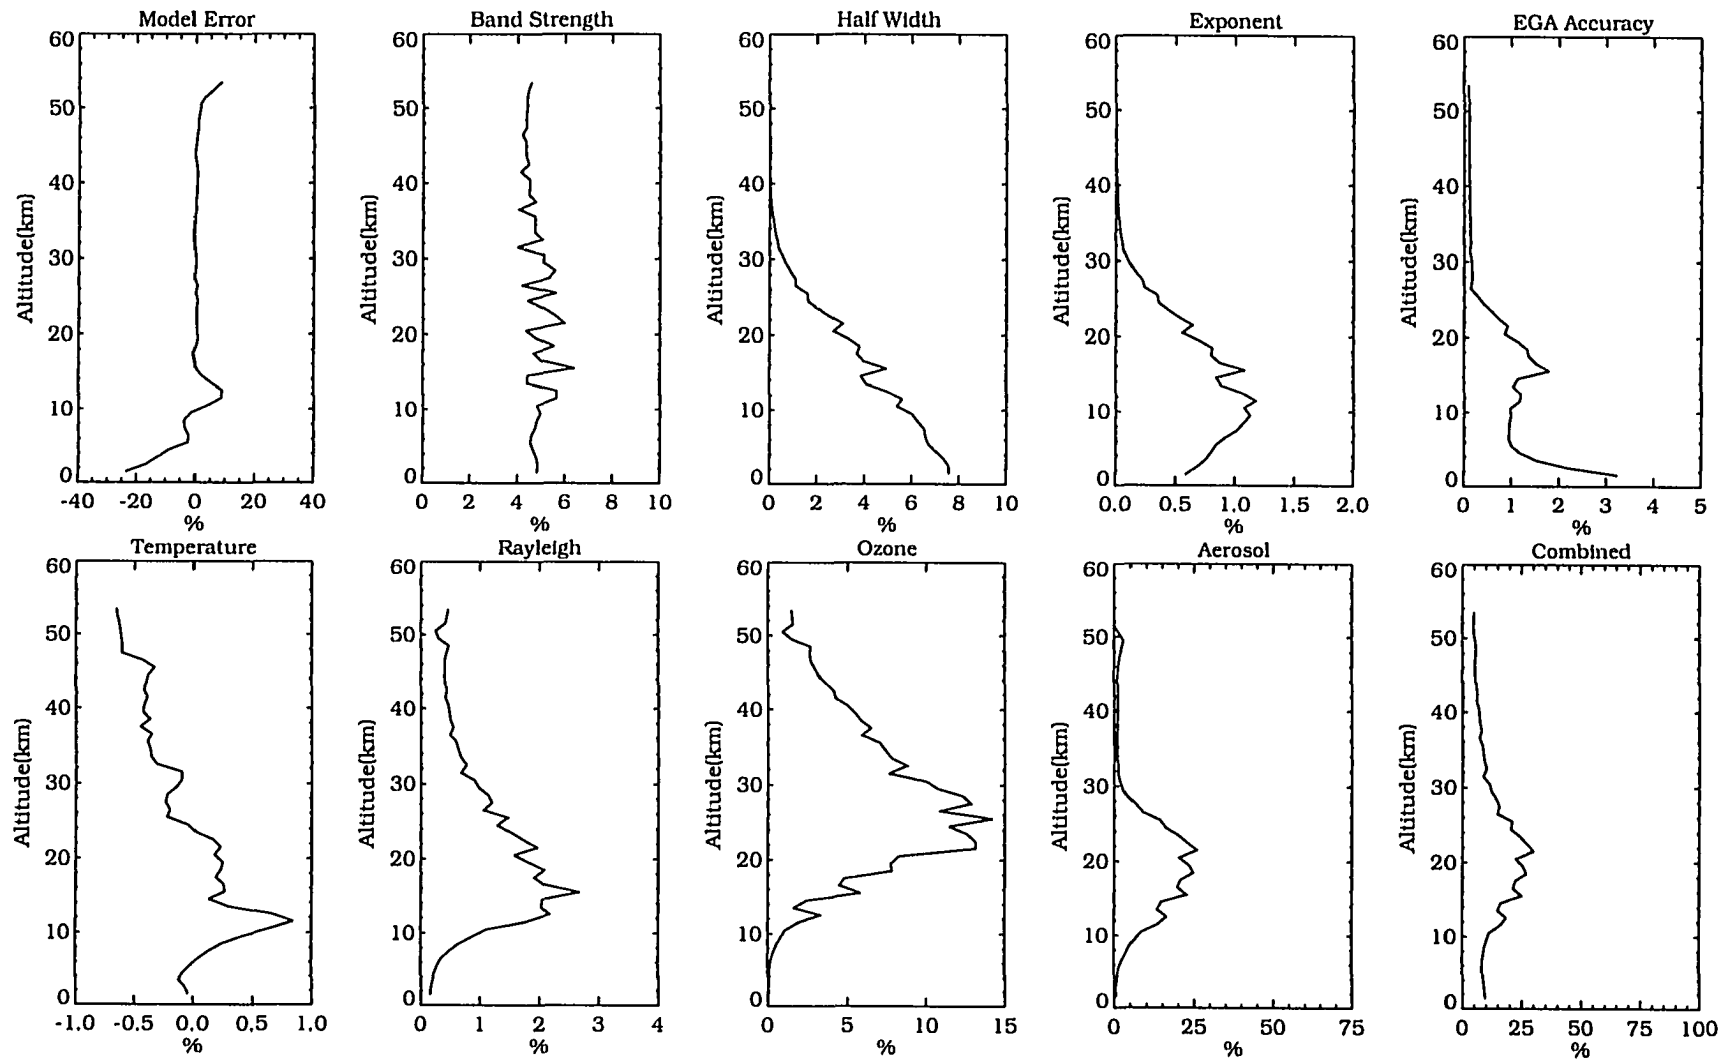 Model Error
Band Strength
Half Width
Exponent
EGA Accuracy
60
50
40
30
20
10
0
Altitude(km)
-40 -20 0 20 40
%
60
50
40
30
20
10
0
Altitude(km)
0 2 4 6 8 10
%
60
50
40
30
20
10
0
Altitude(km)
0 2 4 6 8 10
%
60
50
40
30
20
10
0
Altitude(km)
0.0 0.5 1.0 1.5 2.0
%
60
50
40
30
20
10
0
Altitude(km)
0 1 2 3 4 5
%
Temperature
Rayleigh
Ozone
Aerosol
Combined
60
50
40
30
20
10
0
Altitude(km)
-1.0 -0.5 0.0 0.5 1.0
%
60
50
40
30
20
10
0
Altitude(km)
0 1 2 3 4
%
60
50
40
30
20
10
0
Altitude(km)
0 5 10 15
%
60
50
40
30
20
10
0
Altitude(km)
0 25 50 75
%
60
50
40
30
20
10
0
Altitude(km)
0 25 50 75 100
%